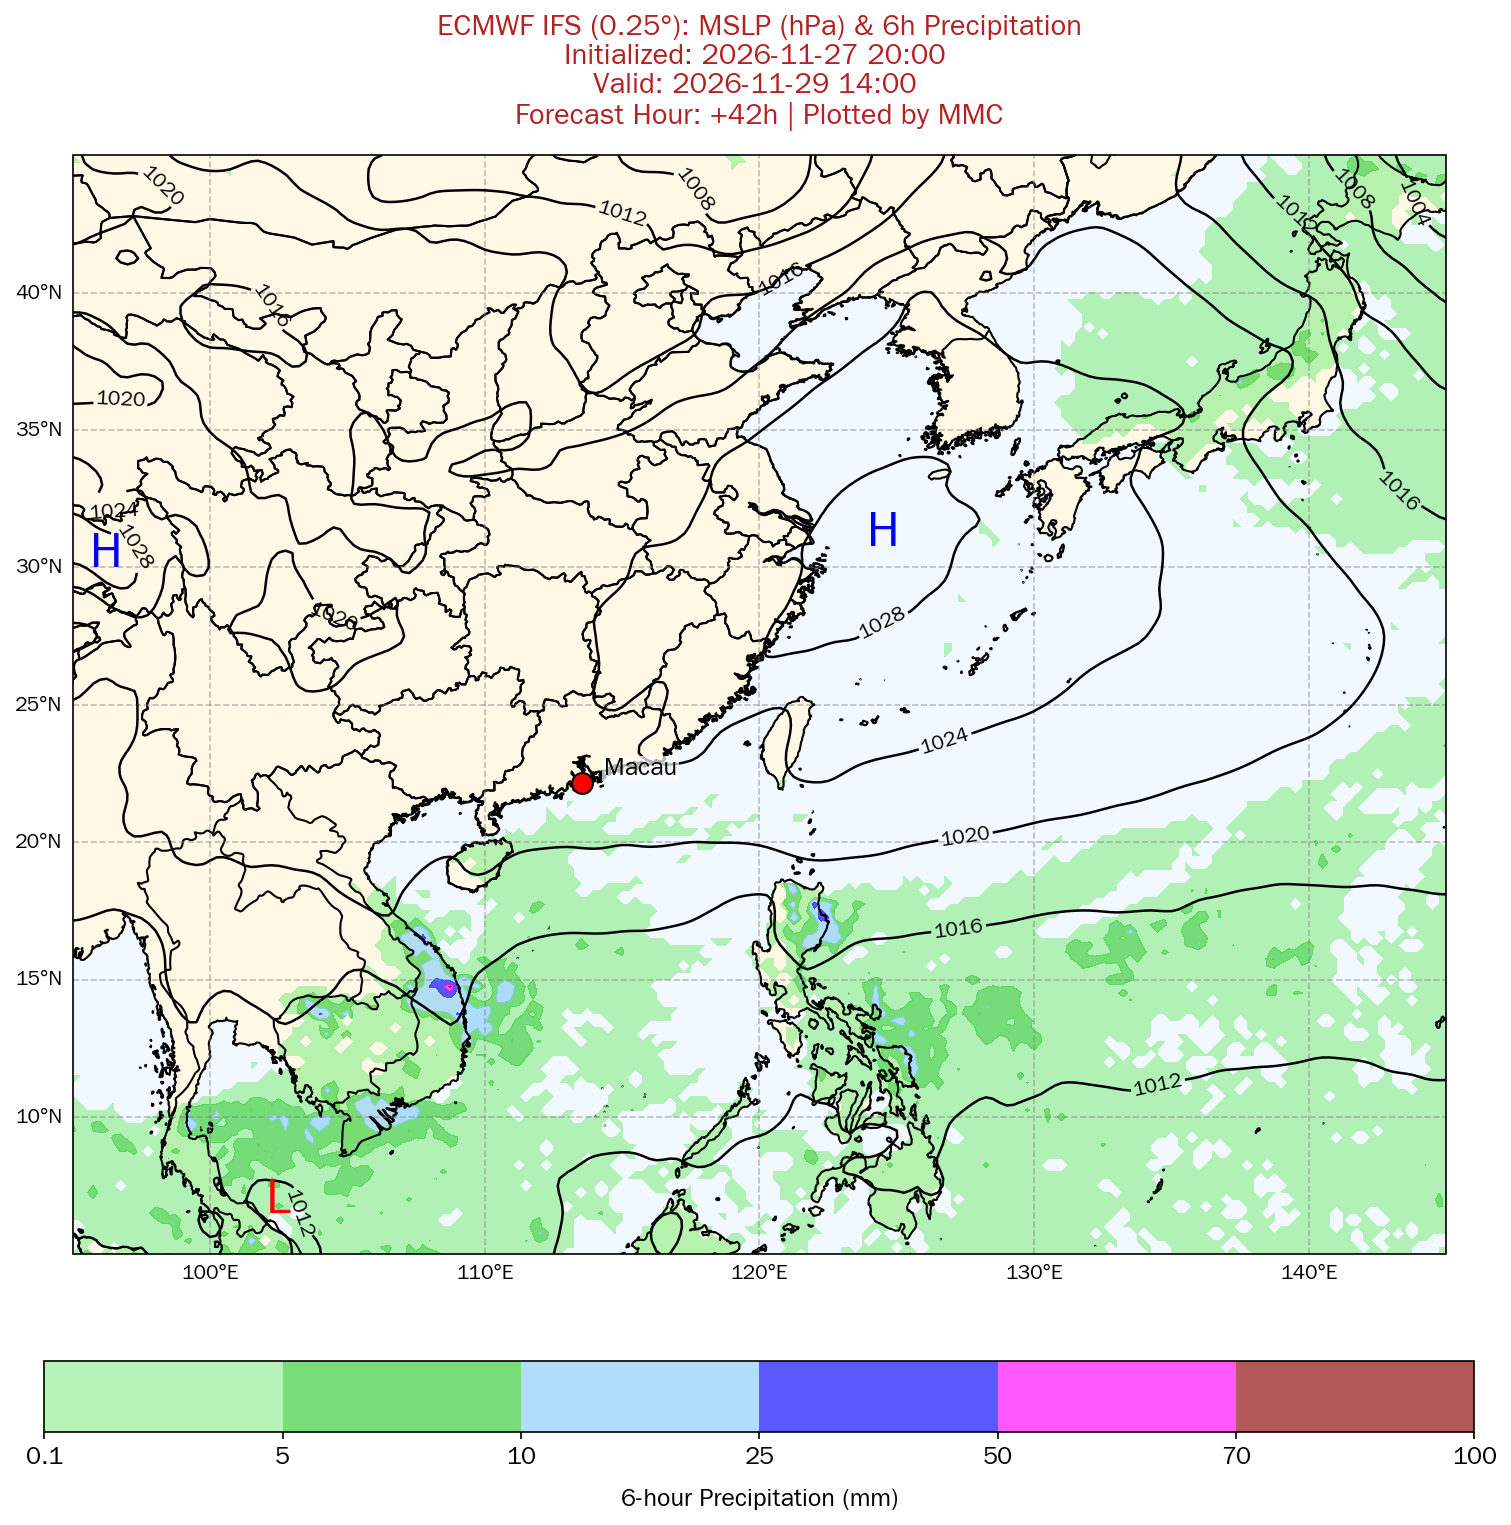 ECMWF IFS (0.25°): MSLP (hPa) & 6h Precipitation
Initialized: 2026-11-27 20:00
Valid: 2026-11-29 14:00
Forecast Hour: +42h | Plotted by MMC
1020
1008
1012
1012
1008
1004
1016
1016
40°N
1020
35°N
1016
1024
1028
H
H
30°N
1020
1028
25°N
1024
Macau
20°N
1020
1016
15°N
1012
10°N
L
1012
100°E
110°E
120°E
130°E
140°E
0.1
5
10
25
50
70
100
6-hour Precipitation (mm)